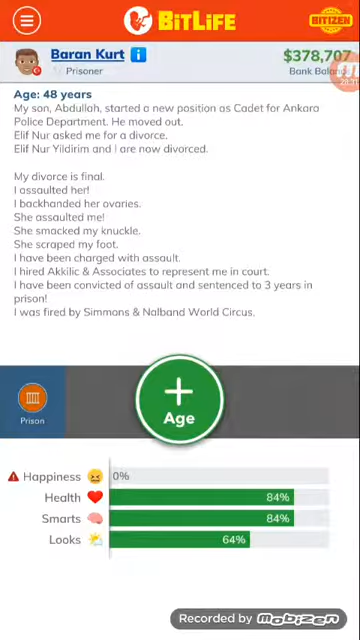 BitLife
BITIZEN
Baran Kurt
$378,707
Prisoner
Bank Balan
Age: 48 years
My son, Abdullah, started a new position as Cadet for Ankara
Police Department. He moved out.
Elif Nur asked me for a divorce.
Elif Nur Yildirim and I are now divorced.
My divorce is final.
I assaulted her!
I backhanded her ovaries.
She assaulted me!
She smacked my knuckle.
She scraped my foot.
I have been charged with assault.
I hired Akkilic & Associates to represent me in court.
I have been convicted of assault and sentenced to 3 years in
prison!
I was fired by Simmons & Nalband World Circus.
Prison
+
Age
Happiness 0%
Health 84%
Smarts 84%
Looks 64%
Recorded by mobizen